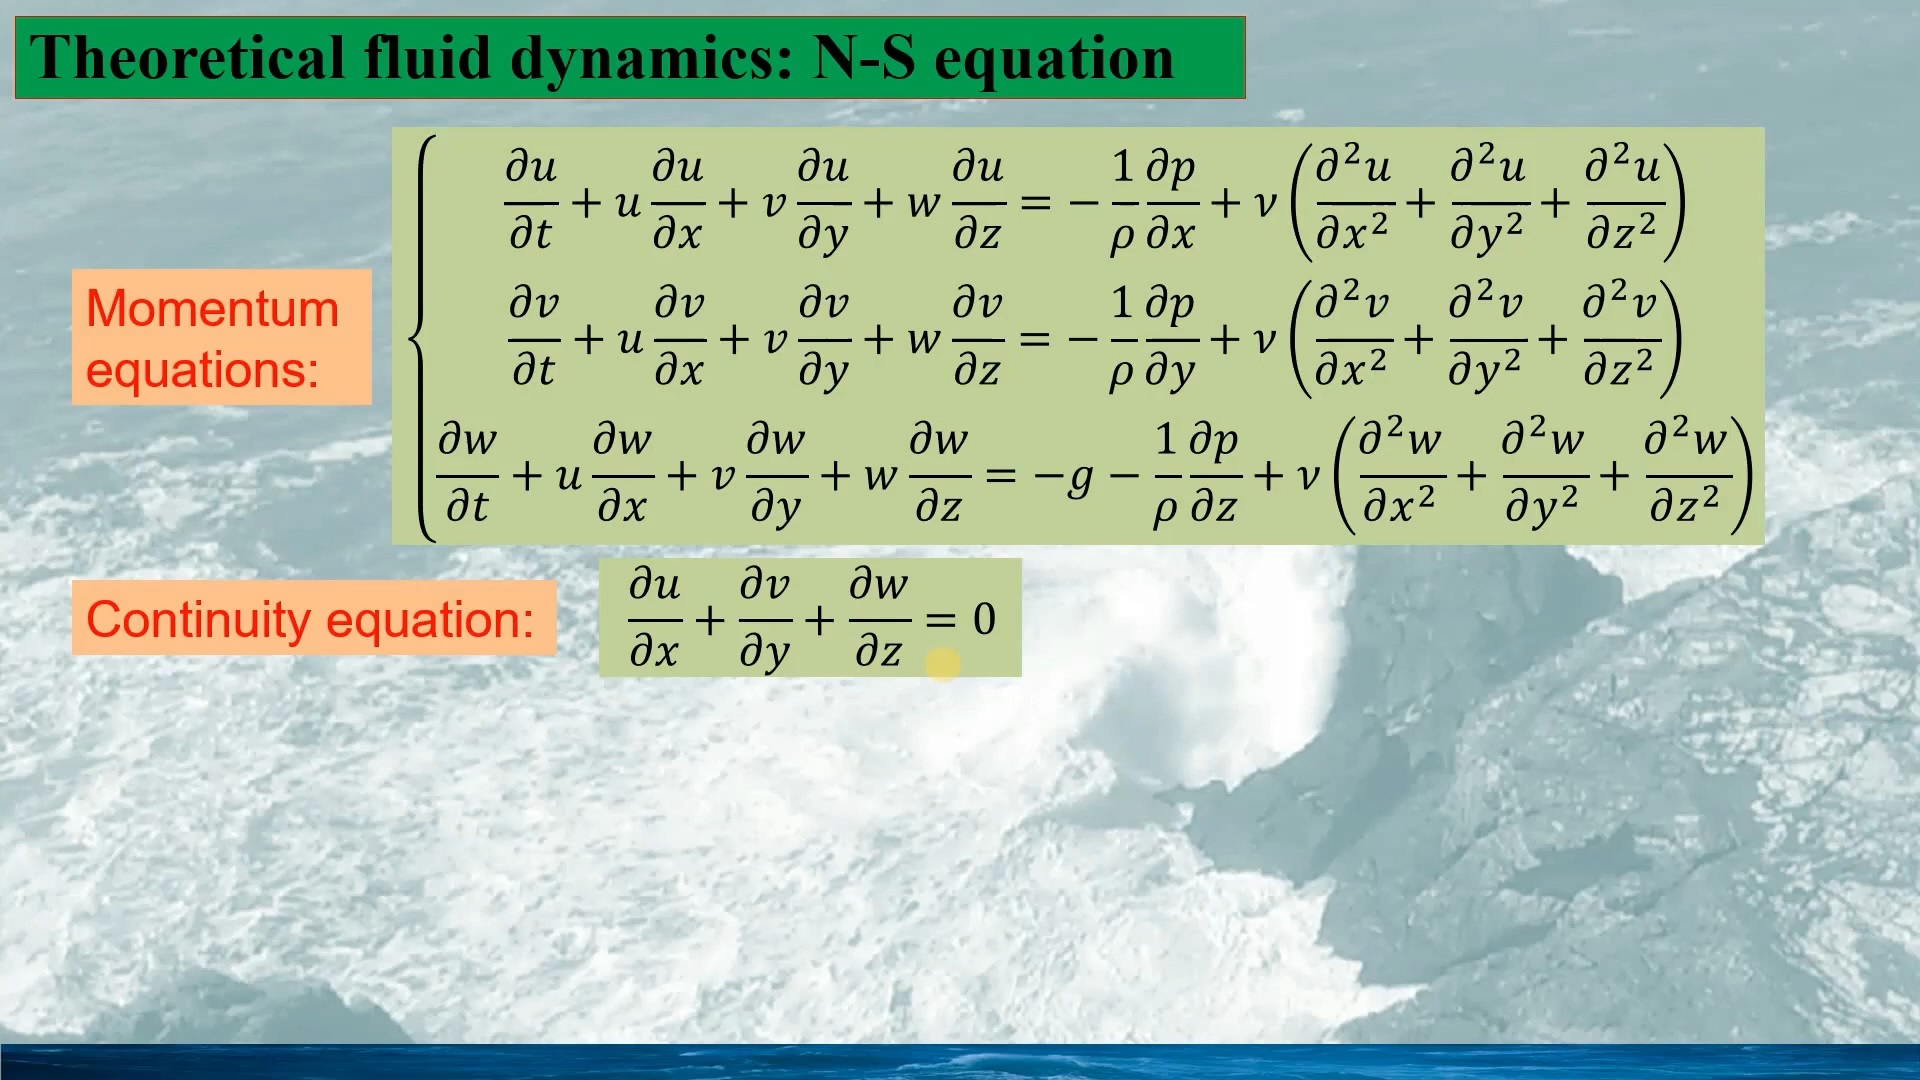 Theoretical fluid dynamics: N-S equation
Momentum
equations:
∂u/∂t + u ∂u/∂x + v ∂u/∂y + w ∂u/∂z = − 1/ρ ∂p/∂x + ν (∂²u/∂x² + ∂²u/∂y² + ∂²u/∂z²)
∂v/∂t + u ∂v/∂x + v ∂v/∂y + w ∂v/∂z = − 1/ρ ∂p/∂y + ν (∂²v/∂x² + ∂²v/∂y² + ∂²v/∂z²)
∂w/∂t + u ∂w/∂x + v ∂w/∂y + w ∂w/∂z = −g − 1/ρ ∂p/∂z + ν (∂²w/∂x² + ∂²w/∂y² + ∂²w/∂z²)
Continuity equation:
∂u/∂x + ∂v/∂y + ∂w/∂z = 0